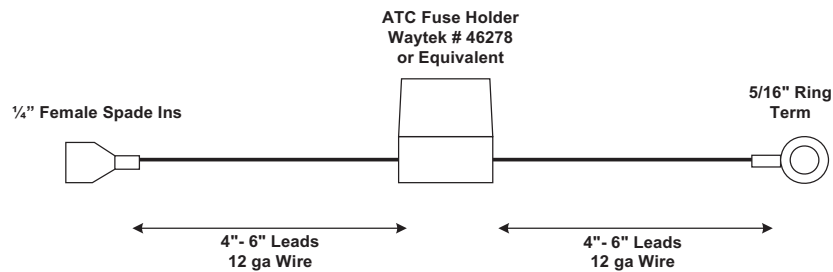 ATC Fuse Holder
Waytek # 46278
or Equivalent
¼” Female Spade Ins
5/16" Ring
Term
4"- 6" Leads
12 ga Wire
4"- 6" Leads
12 ga Wire